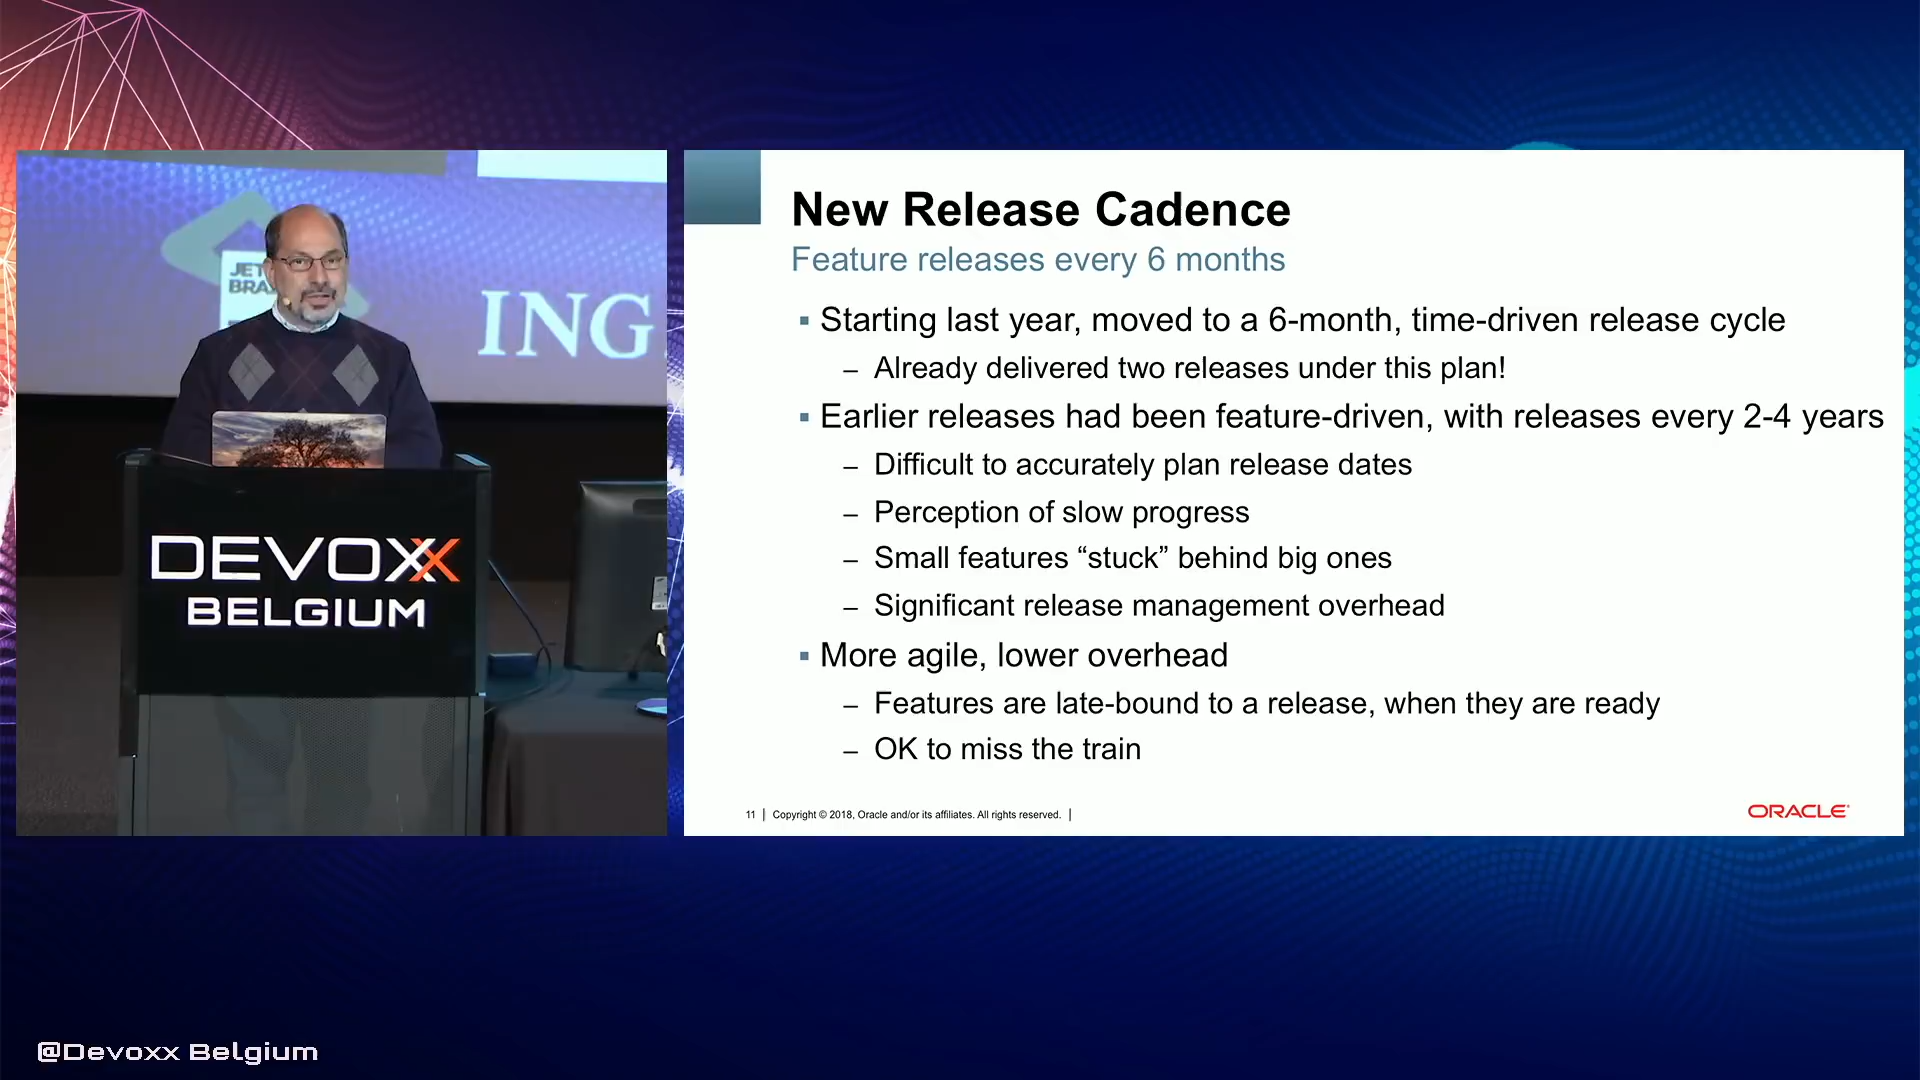 JET
BRA
ING
DEVOXX
BELGIUM
New Release Cadence
Feature releases every 6 months
▪ Starting last year, moved to a 6-month, time-driven release cycle
– Already delivered two releases under this plan!
▪ Earlier releases had been feature-driven, with releases every 2-4 years
– Difficult to accurately plan release dates
– Perception of slow progress
– Small features “stuck” behind big ones
– Significant release management overhead
▪ More agile, lower overhead
– Features are late-bound to a release, when they are ready
– OK to miss the train
11 | Copyright © 2018, Oracle and/or its affiliates. All rights reserved. |
ORACLE®
@Devoxx Belgium